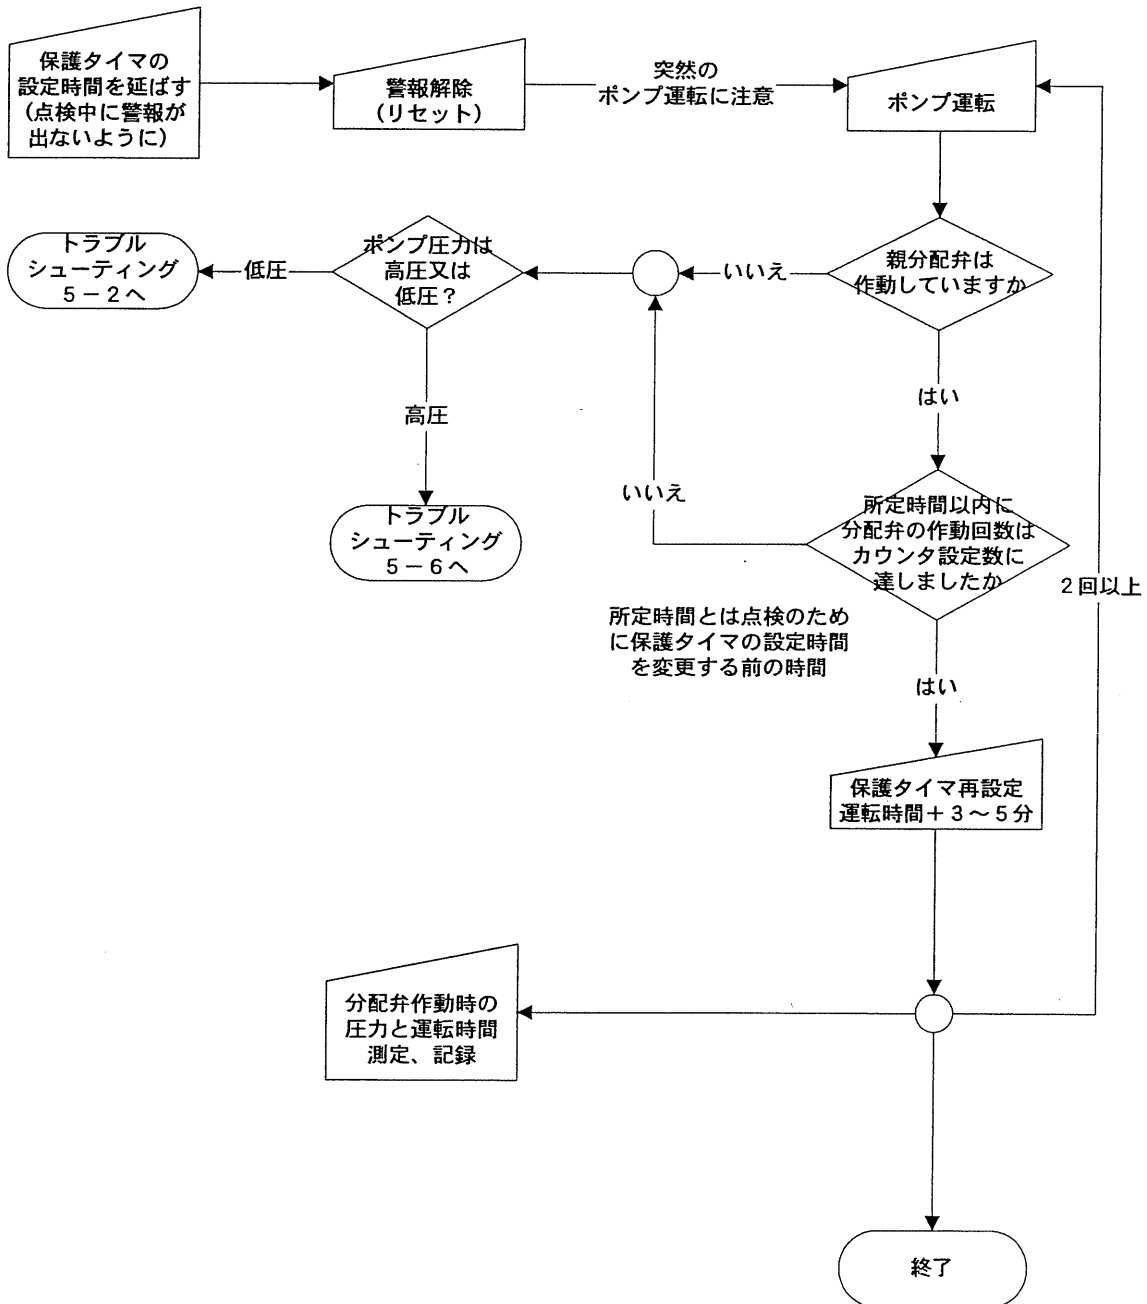 保護タイマの
設定時間を延ばす
(点検中に警報が
出ないように)
警報解除
(リセット)
突然の
ポンプ運転に注意
ポンプ運転
トラブル
シューティング
5-2へ
低圧
ポンプ圧力は
高圧又は
低圧?
いいえ
親分配弁は
作動していますか
はい
高圧
トラブル
シューティング
5-6へ
いいえ
所定時間以内に
分配弁の作動回数は
カウンタ設定数に
達しましたか
2回以上
所定時間とは点検のため
に保護タイマの設定時間
を変更する前の時間
はい
保護タイマ再設定
運転時間+3~5分
分配弁作動時の
圧力と運転時間
測定、記録
終了